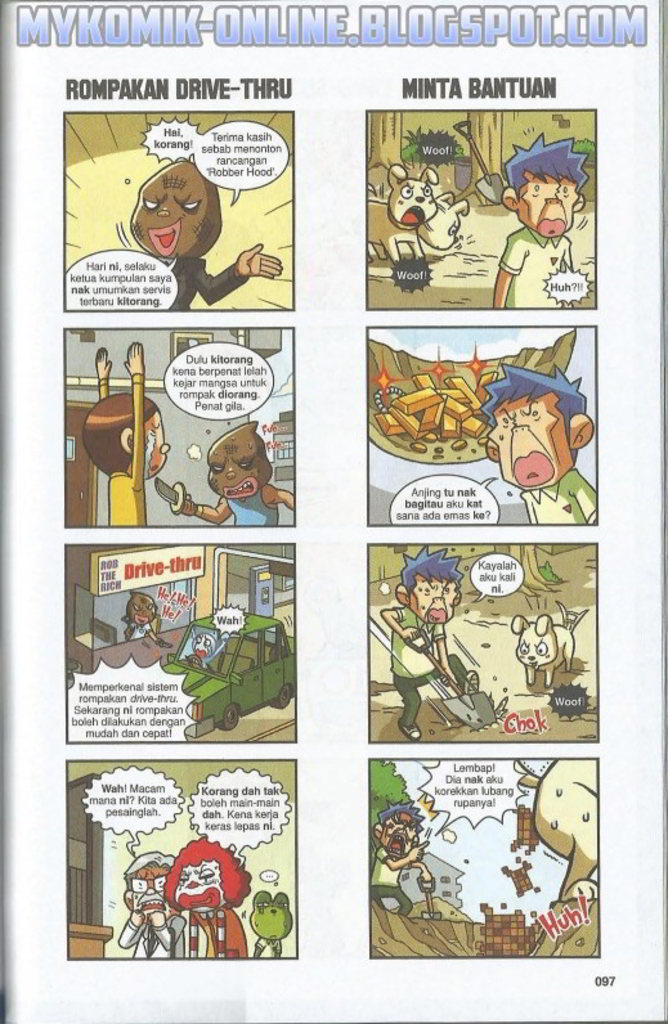 MYKOMIK-ONLINE.BLOGSPOT.COM
ROMPAKAN DRIVE-THRU
Hai,
korang!
Terima kasih
sebab menonton
rancangan
'Robber Hood'.
Hari ni, selaku
ketua kumpulan saya
nak umumkan servis
terbaru kitorang.
Dulu kitorang
kena berpenat lelah
kejar mangsa untuk
rompak diorang.
Penat gila.
Fuh...
Fuh...
ROB
THE
RICH
Drive-thru
He! He!
He!
Wah!
Memperkenal sistem
rompakan drive-thru.
Sekarang ni rompakan
boleh dilakukan dengan
mudah dan cepat!
Wah! Macam
mana ni? Kita ada
pesainglah.
Korang dah tak
boleh main-main
dah. Kena kerja
keras lepas ni.
...
MINTA BANTUAN
Woof!
Woof!
Huh?!!
Anjing tu nak
bagitau aku kat
sana ada emas ke?
Kayalah
aku kali
ni.
Woof!
Chok
Lembap!
Dia nak aku
korekkan lubang
rupanya!
Huh!
097